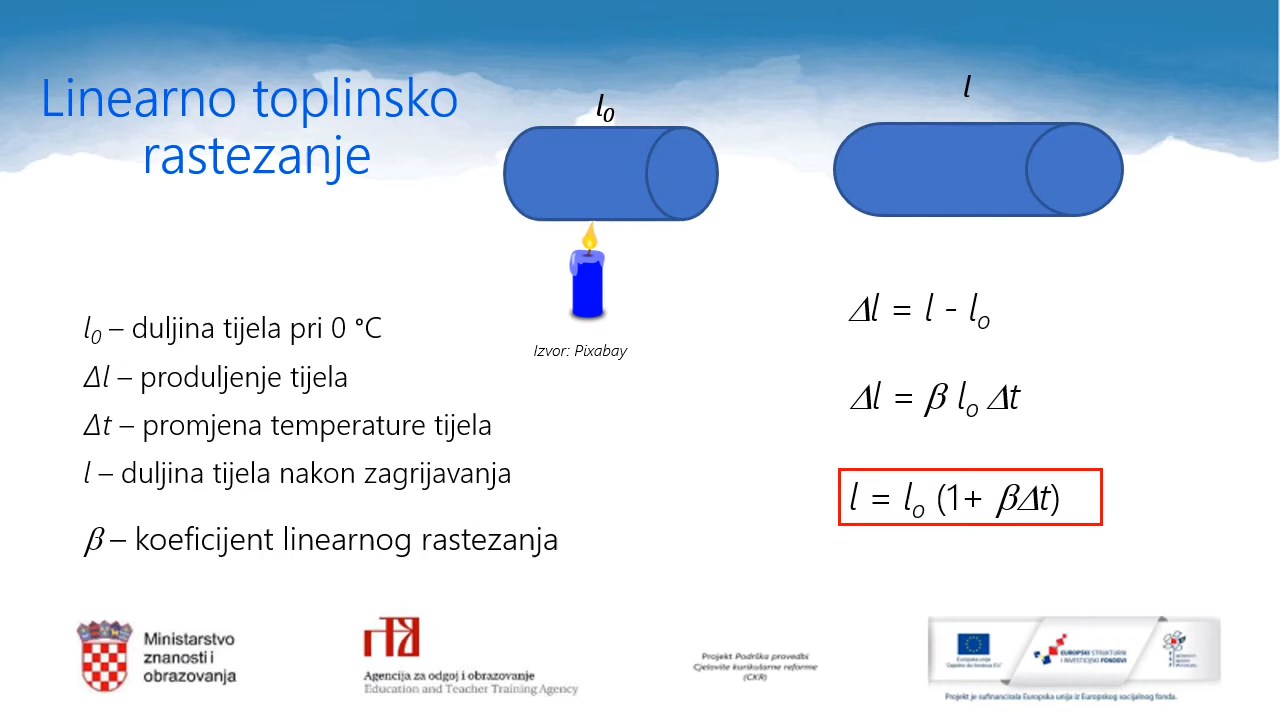 Linearno toplinsko
rastezanje
l₀
l
l₀ – duljina tijela pri 0 °C
Δl – produljenje tijela
Δt – promjena temperature tijela
l – duljina tijela nakon zagrijavanja
β – koeficijent linearnog rastezanja
Izvor: Pixabay
Δl = l - lₒ
Δl = β lₒ Δt
l = lₒ (1+ βΔt)
Ministarstvo
znanosti i
obrazovanja
Agencija za odgoj i obrazovanje
Education and Teacher Training Agency
Projekt Podrška provedbi
Cjelovite kurikularne reforme
(CKR)
Europska unija
EUROPSKI STRUKTURNI
I INVESTICIJSKI FONDOVI
Projekt je sufinancirala Europska unija iz Europskog socijalnog fonda.